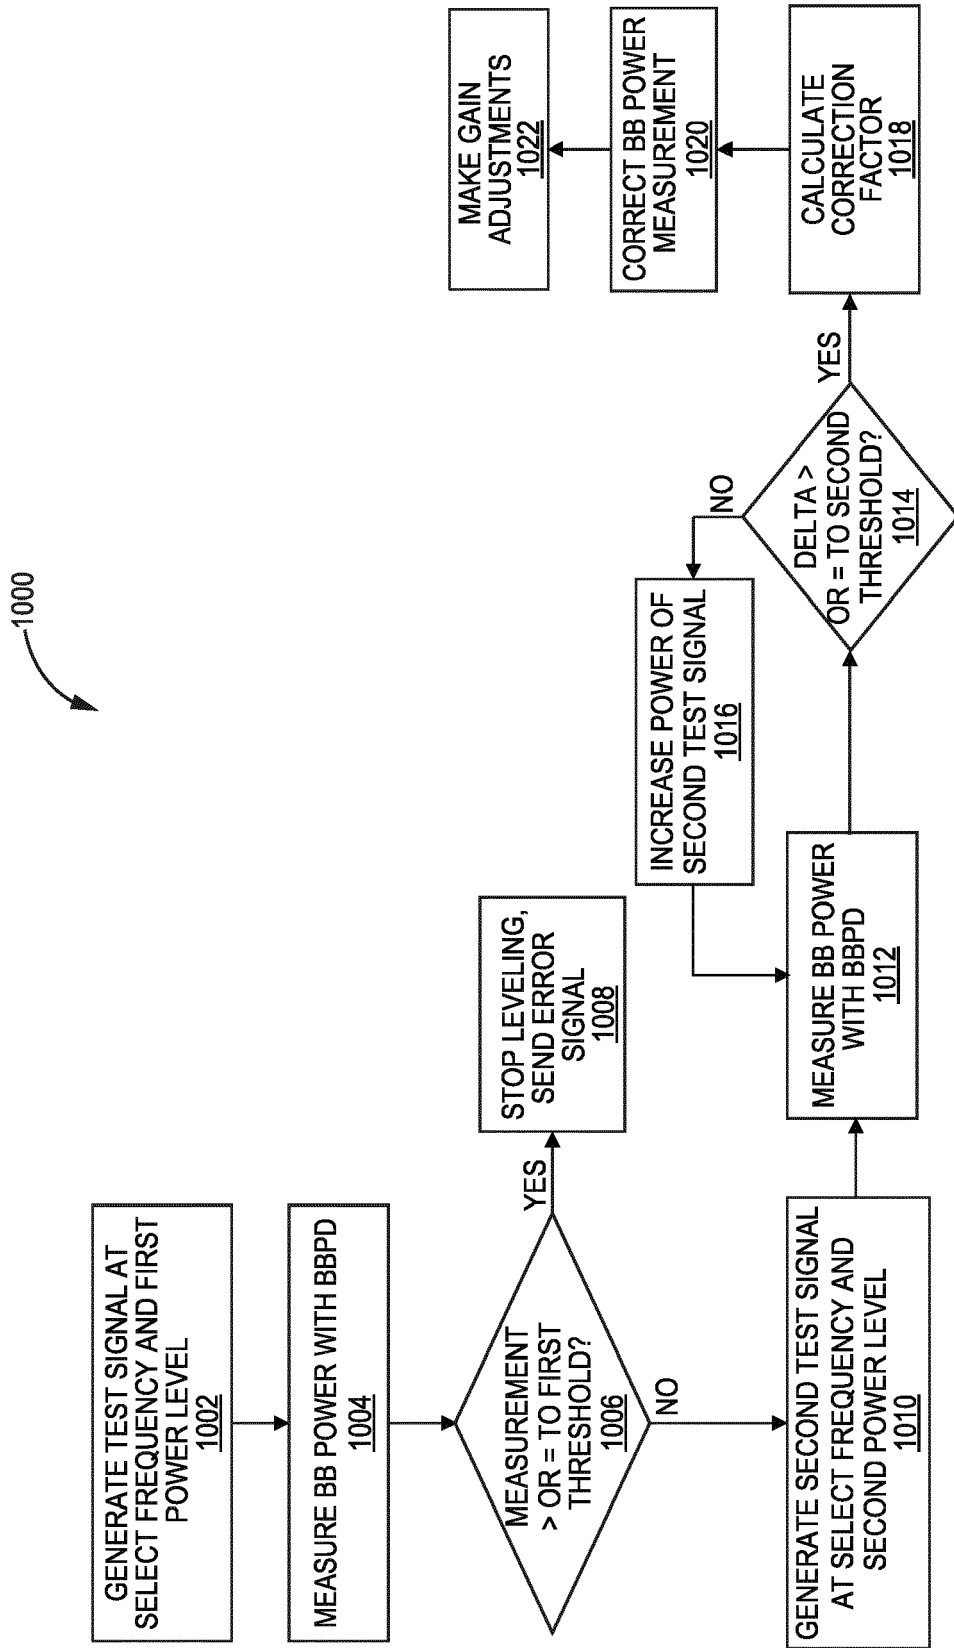 1000
GENERATE TEST SIGNAL AT
SELECT FREQUENCY AND FIRST
POWER LEVEL
1002
MEASURE BB POWER WITH BBPD
1004
MEASUREMENT
> OR = TO FIRST
THRESHOLD?
1006
YES
STOP LEVELING,
SEND ERROR
SIGNAL
1008
NO
GENERATE SECOND TEST SIGNAL
AT SELECT FREQUENCY AND
SECOND POWER LEVEL
1010
MEASURE BB POWER
WITH BBPD
1012
DELTA >
OR = TO SECOND
THRESHOLD?
1014
NO
INCREASE POWER OF
SECOND TEST SIGNAL
1016
YES
CALCULATE
CORRECTION
FACTOR
1018
CORRECT BB POWER
MEASUREMENT
1020
MAKE GAIN
ADJUSTMENTS
1022